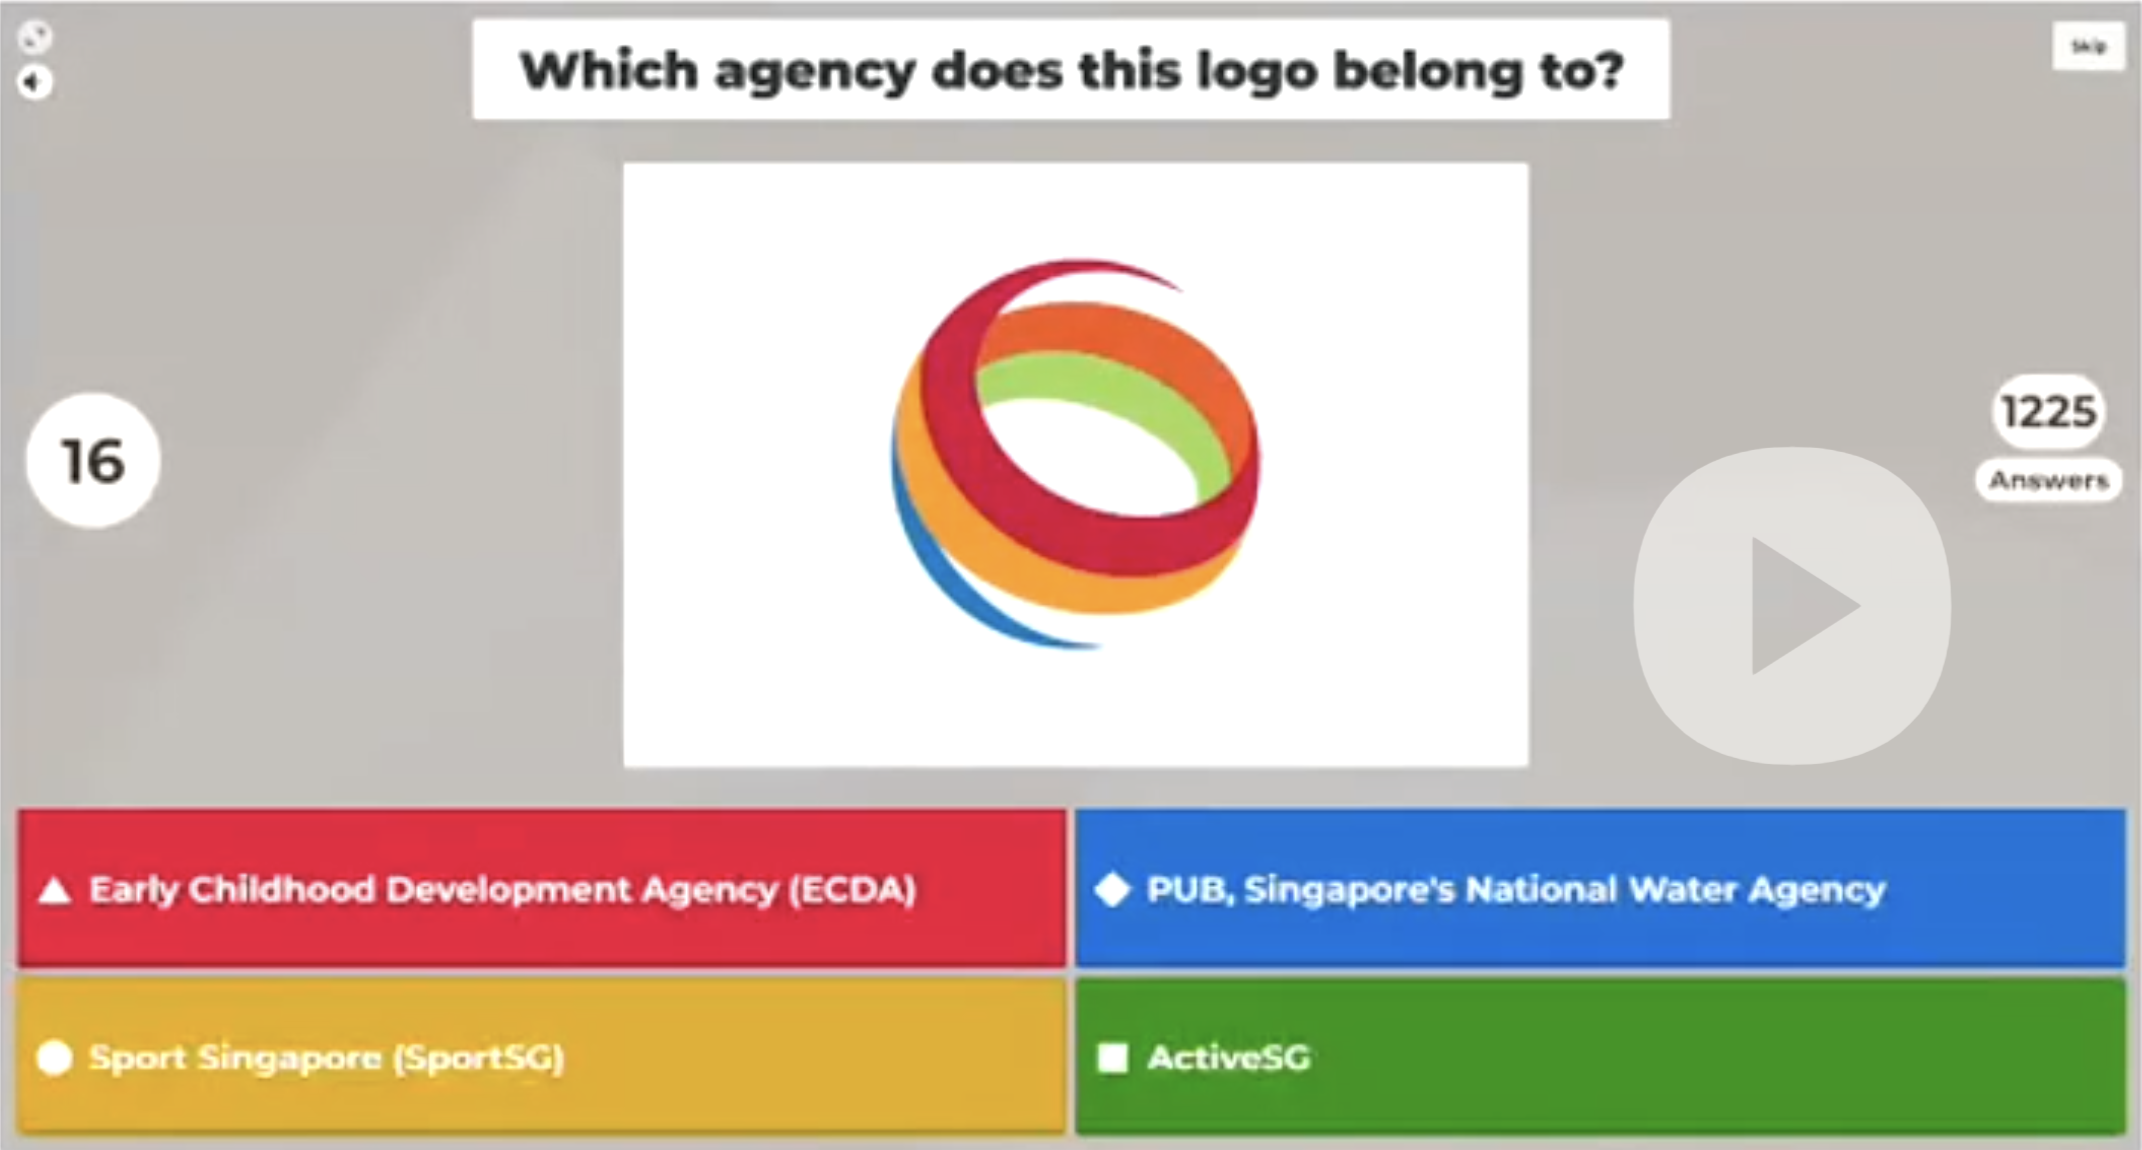 Which agency does this logo belong to?
Skip
16
1225
Answers
Early Childhood Development Agency (ECDA)
PUB, Singapore's National Water Agency
Sport Singapore (SportSG)
ActiveSG